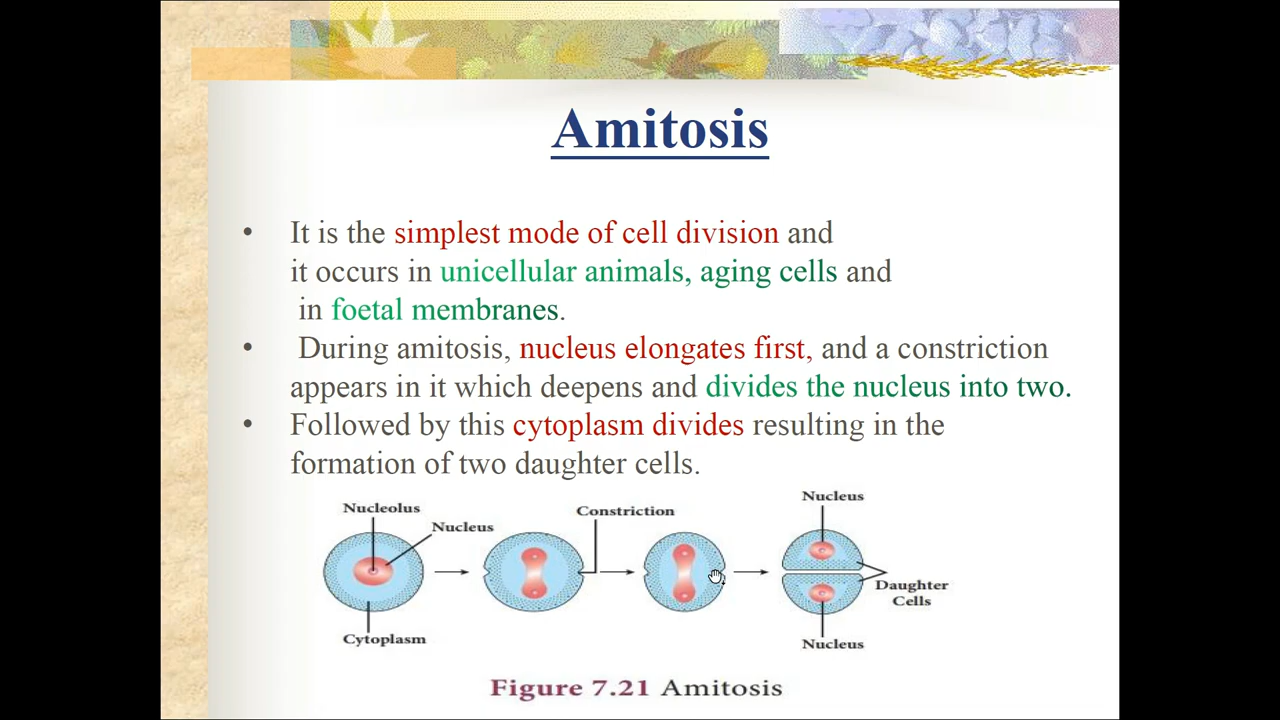 Amitosis
• It is the simplest mode of cell division and
it occurs in unicellular animals, aging cells and
in foetal membranes.
• During amitosis, nucleus elongates first, and a constriction
appears in it which deepens and divides the nucleus into two.
• Followed by this cytoplasm divides resulting in the
formation of two daughter cells.
Nucleolus
Nucleus
Cytoplasm
Constriction
Nucleus
Daughter
Cells
Nucleus
Figure 7.21 Amitosis